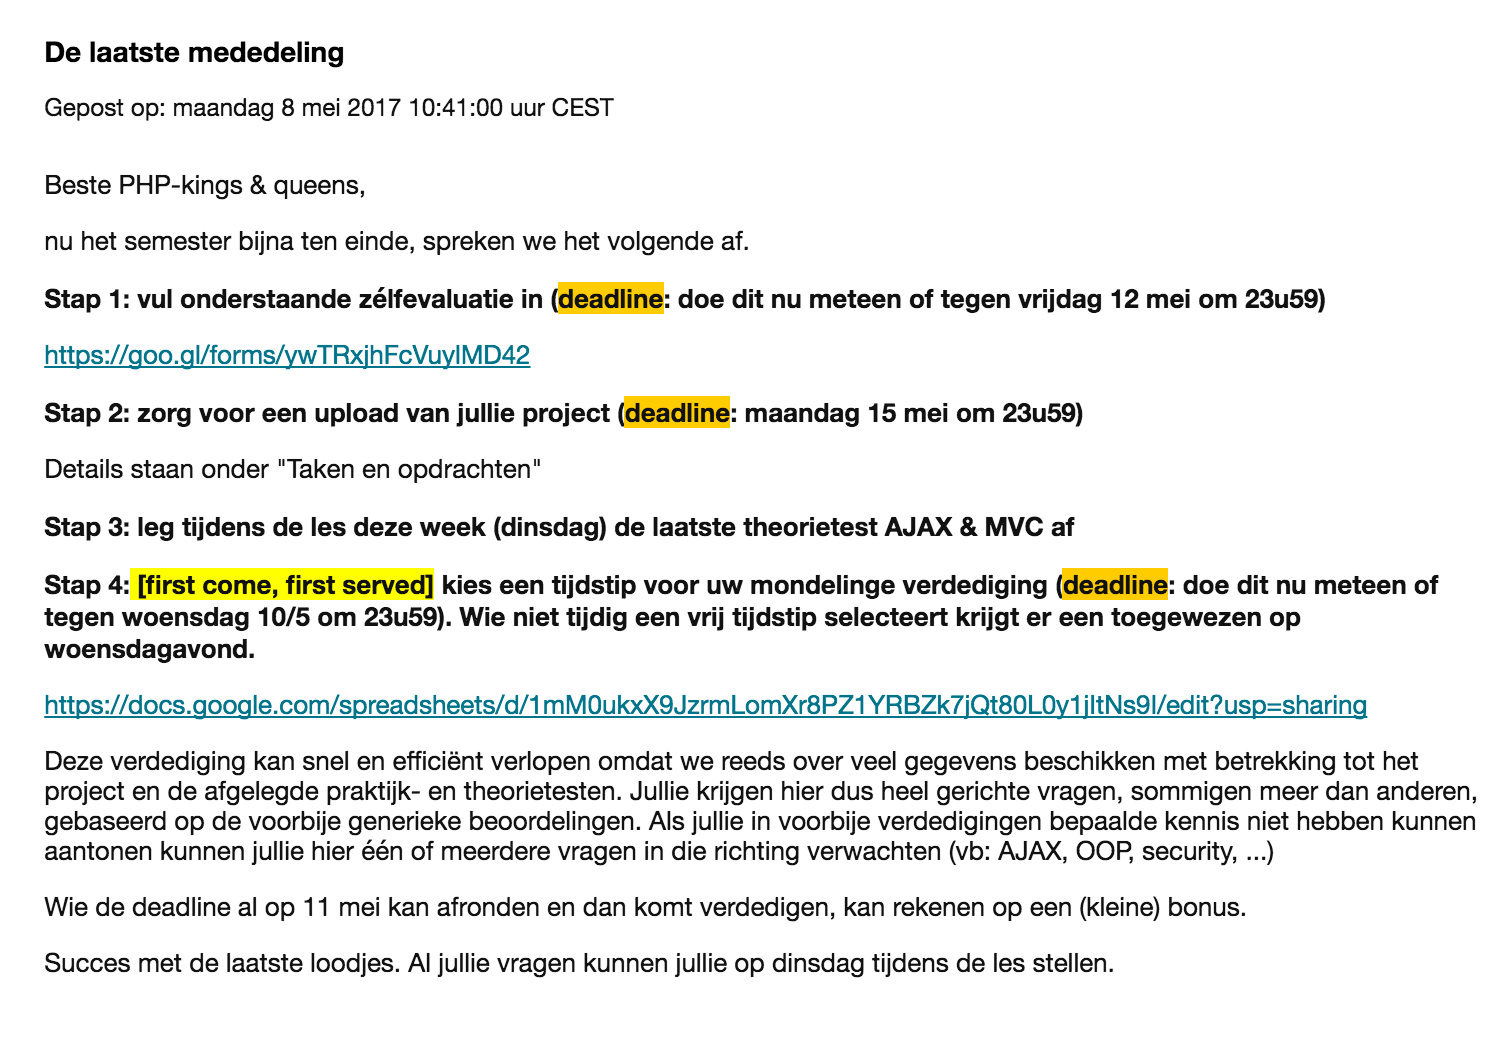 De laatste mededeling
Gepost op: maandag 8 mei 2017 10:41:00 uur CEST
Beste PHP-kings & queens,
nu het semester bijna ten einde, spreken we het volgende af.
Stap 1: vul onderstaande zélfevaluatie in (deadline: doe dit nu meteen of tegen vrijdag 12 mei om 23u59)
https://goo.gl/forms/ywTRxjhFcVuylMD42
Stap 2: zorg voor een upload van jullie project (deadline: maandag 15 mei om 23u59)
Details staan onder "Taken en opdrachten"
Stap 3: leg tijdens de les deze week (dinsdag) de laatste theorietest AJAX & MVC af
Stap 4: [first come, first served] kies een tijdstip voor uw mondelinge verdediging (deadline: doe dit nu meteen of
tegen woensdag 10/5 om 23u59). Wie niet tijdig een vrij tijdstip selecteert krijgt er een toegewezen op
woensdagavond.
https://docs.google.com/spreadsheets/d/1mM0ukxX9JzrmLomXr8PZ1YRBZk7jQt80L0y1jltNs9I/edit?usp=sharing
Deze verdediging kan snel en efficiënt verlopen omdat we reeds over veel gegevens beschikken met betrekking tot het
project en de afgelegde praktijk- en theorietesten. Jullie krijgen hier dus heel gerichte vragen, sommigen meer dan anderen,
gebaseerd op de voorbije generieke beoordelingen. Als jullie in voorbije verdedigingen bepaalde kennis niet hebben kunnen
aantonen kunnen jullie hier één of meerdere vragen in die richting verwachten (vb: AJAX, OOP, security, ...)
Wie de deadline al op 11 mei kan afronden en dan komt verdedigen, kan rekenen op een (kleine) bonus.
Succes met de laatste loodjes. Al jullie vragen kunnen jullie op dinsdag tijdens de les stellen.